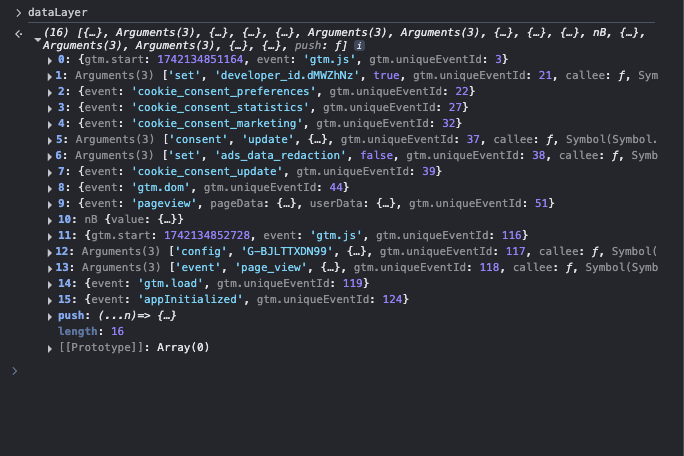 dataLayer
(16) [{…}, Arguments(3), {…}, {…}, {…}, Arguments(3), Arguments(3), {…}, {…}, {…}, nB, {…},
Arguments(3), Arguments(3), {…}, {…}, push: ƒ] i
0: {gtm.start: 1742134851164, event: 'gtm.js', gtm.uniqueEventId: 3}
1: Arguments(3) ['set', 'developer_id.dMWZhNz', true, gtm.uniqueEventId: 21, callee: ƒ, Sym
2: {event: 'cookie_consent_preferences', gtm.uniqueEventId: 22}
3: {event: 'cookie_consent_statistics', gtm.uniqueEventId: 27}
4: {event: 'cookie_consent_marketing', gtm.uniqueEventId: 32}
5: Arguments(3) ['consent', 'update', {…}, gtm.uniqueEventId: 37, callee: ƒ, Symbol(Symbol.
6: Arguments(3) ['set', 'ads_data_redaction', false, gtm.uniqueEventId: 38, callee: ƒ, Symb
7: {event: 'cookie_consent_update', gtm.uniqueEventId: 39}
8: {event: 'gtm.dom', gtm.uniqueEventId: 44}
9: {event: 'pageview', pageData: {…}, userData: {…}, gtm.uniqueEventId: 51}
10: nB {value: {…}}
11: {gtm.start: 1742134852728, event: 'gtm.js', gtm.uniqueEventId: 116}
12: Arguments(3) ['config', 'G-BJLTTXDN99', {…}, gtm.uniqueEventId: 117, callee: ƒ, Symbol(
13: Arguments(3) ['event', 'page_view', {…}, gtm.uniqueEventId: 118, callee: ƒ, Symbol(Symb
14: {event: 'gtm.load', gtm.uniqueEventId: 119}
15: {event: 'appInitialized', gtm.uniqueEventId: 124}
push: (...n)=> {…}
length: 16
[[Prototype]]: Array(0)